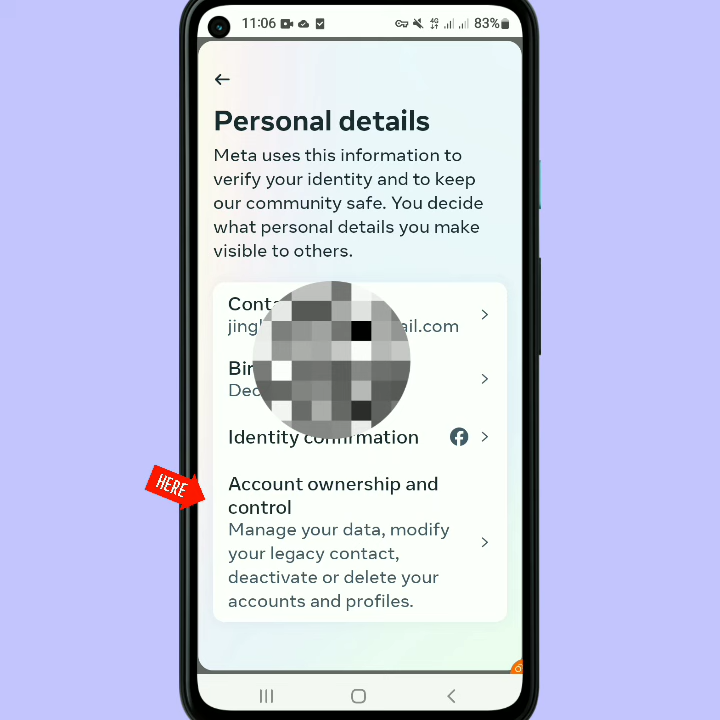 11:06 83%
Personal details
Meta uses this information to
verify your identity and to keep
our community safe. You decide
what personal details you make
visible to others.
Identity confirmation
HERE
Account ownership and
control
Manage your data, modify
your legacy contact,
deactivate or delete your
accounts and profiles.